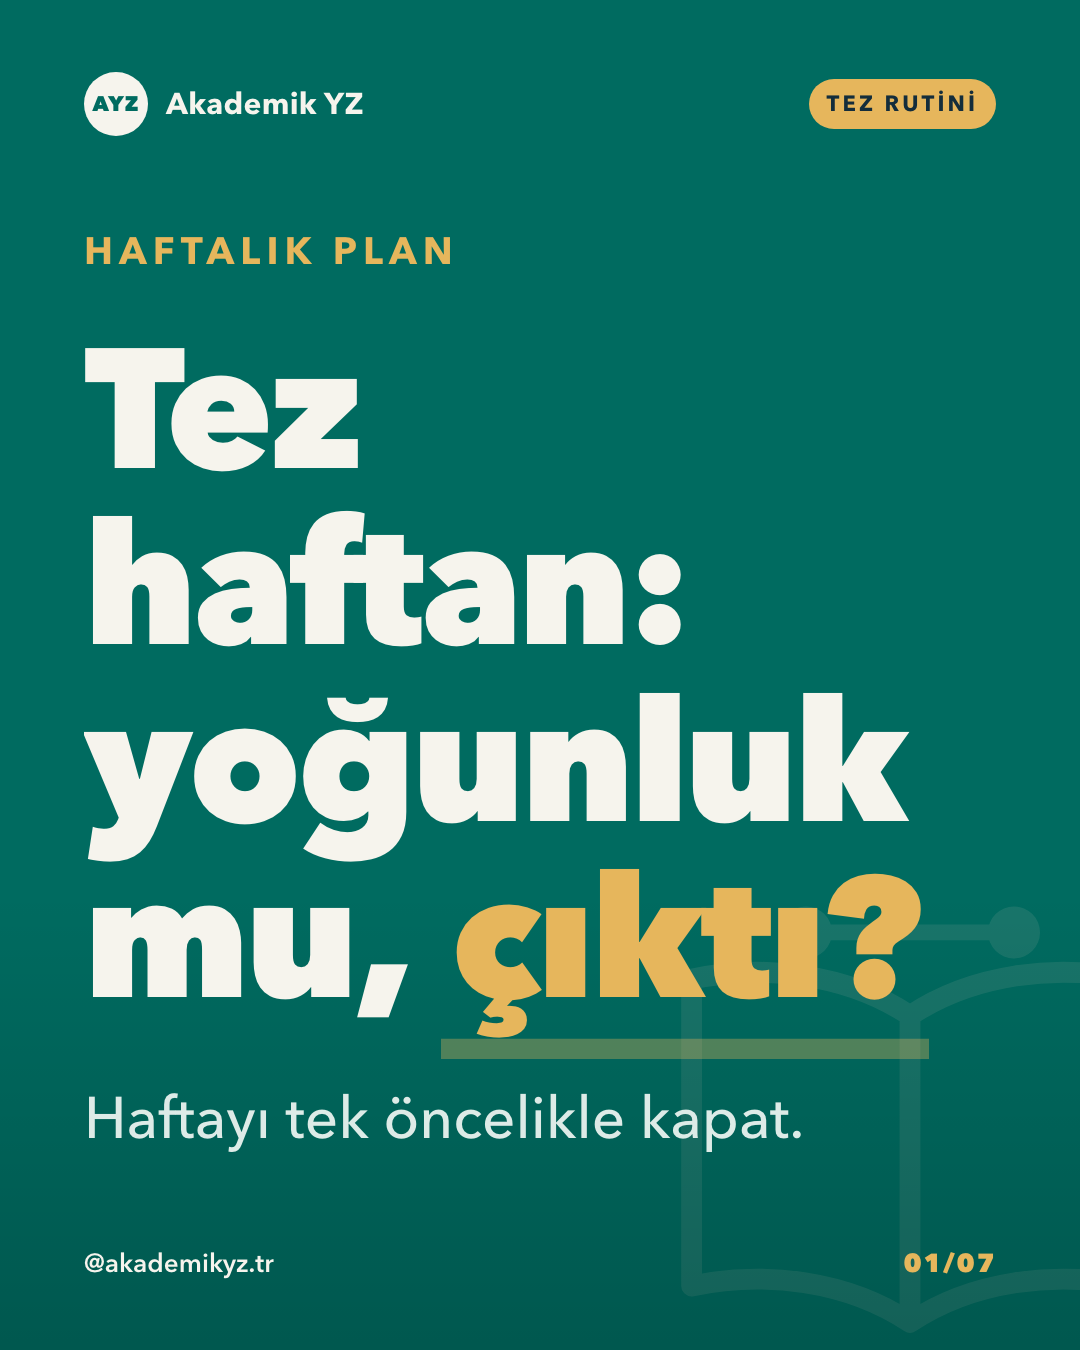 AYZ Akademik YZ
TEZ RUTİNİ
HAFTALIK PLAN
Tez
haftan:
yoğunluk
mu, çıktı?
Haftayı tek öncelikle kapat.
@akademikyz.tr
01/07